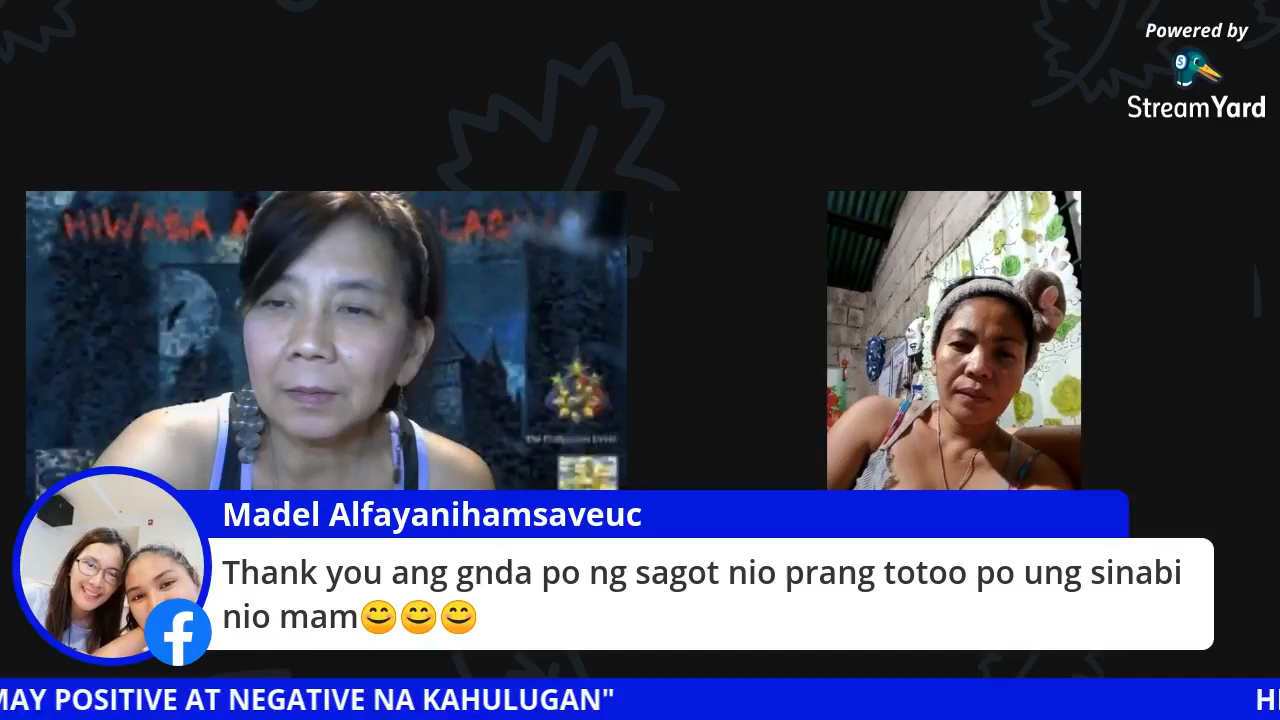 Powered by
StreamYard
HIWAGA
Madel Alfayanihamsaveuc
Thank you ang gnda po ng sagot nio prang totoo po ung sinabi
nio mam😊😊😊
MAY POSITIVE AT NEGATIVE NA KAHULUGAN"